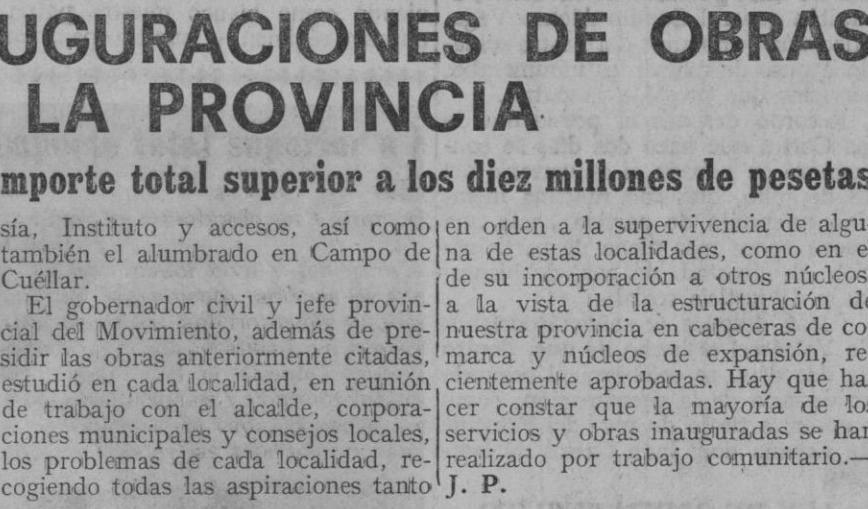 UGURACIONES DE OBRAS
LA PROVINCIA
mporte total superior a los diez millones de pesetas
sía, Instituto y accesos, así como
también el alumbrado en Campo de
Cuéllar.
El gobernador civil y jefe provin-
cial del Movimiento, además de pre-
sidir las obras anteriormente citadas,
estudió en cada localidad, en reunión
de trabajo con el alcalde, corpora-
ciones municipales y consejos locales,
los problemas de cada localidad, re-
cogiendo todas las aspiraciones tanto
en orden a la supervivencia de algu
na de estas localidades, como en e
de su incorporación a otros núcleos
a la vista de la estructuración de
nuestra provincia en cabeceras de co
marca y núcleos de expansión, re
cientemente aprobadas. Hay que ha
cer constar que la mayoría de los
servicios y obras inauguradas se han
realizado por trabajo comunitario.—
J. P.